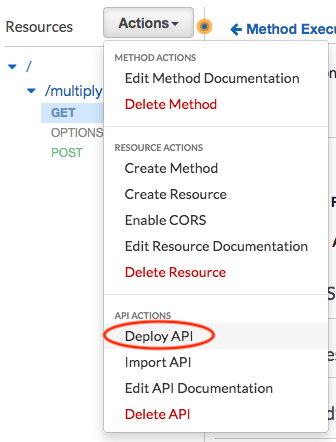 Resources
Actions
Method Execu
/
/multiply
GET
OPTIONS
POST
METHOD ACTIONS
Edit Method Documentation
Delete Method
RESOURCE ACTIONS
Create Method
Create Resource
Enable CORS
Edit Resource Documentation
Delete Resource
API ACTIONS
Deploy API
Import API
Edit API Documentation
Delete API